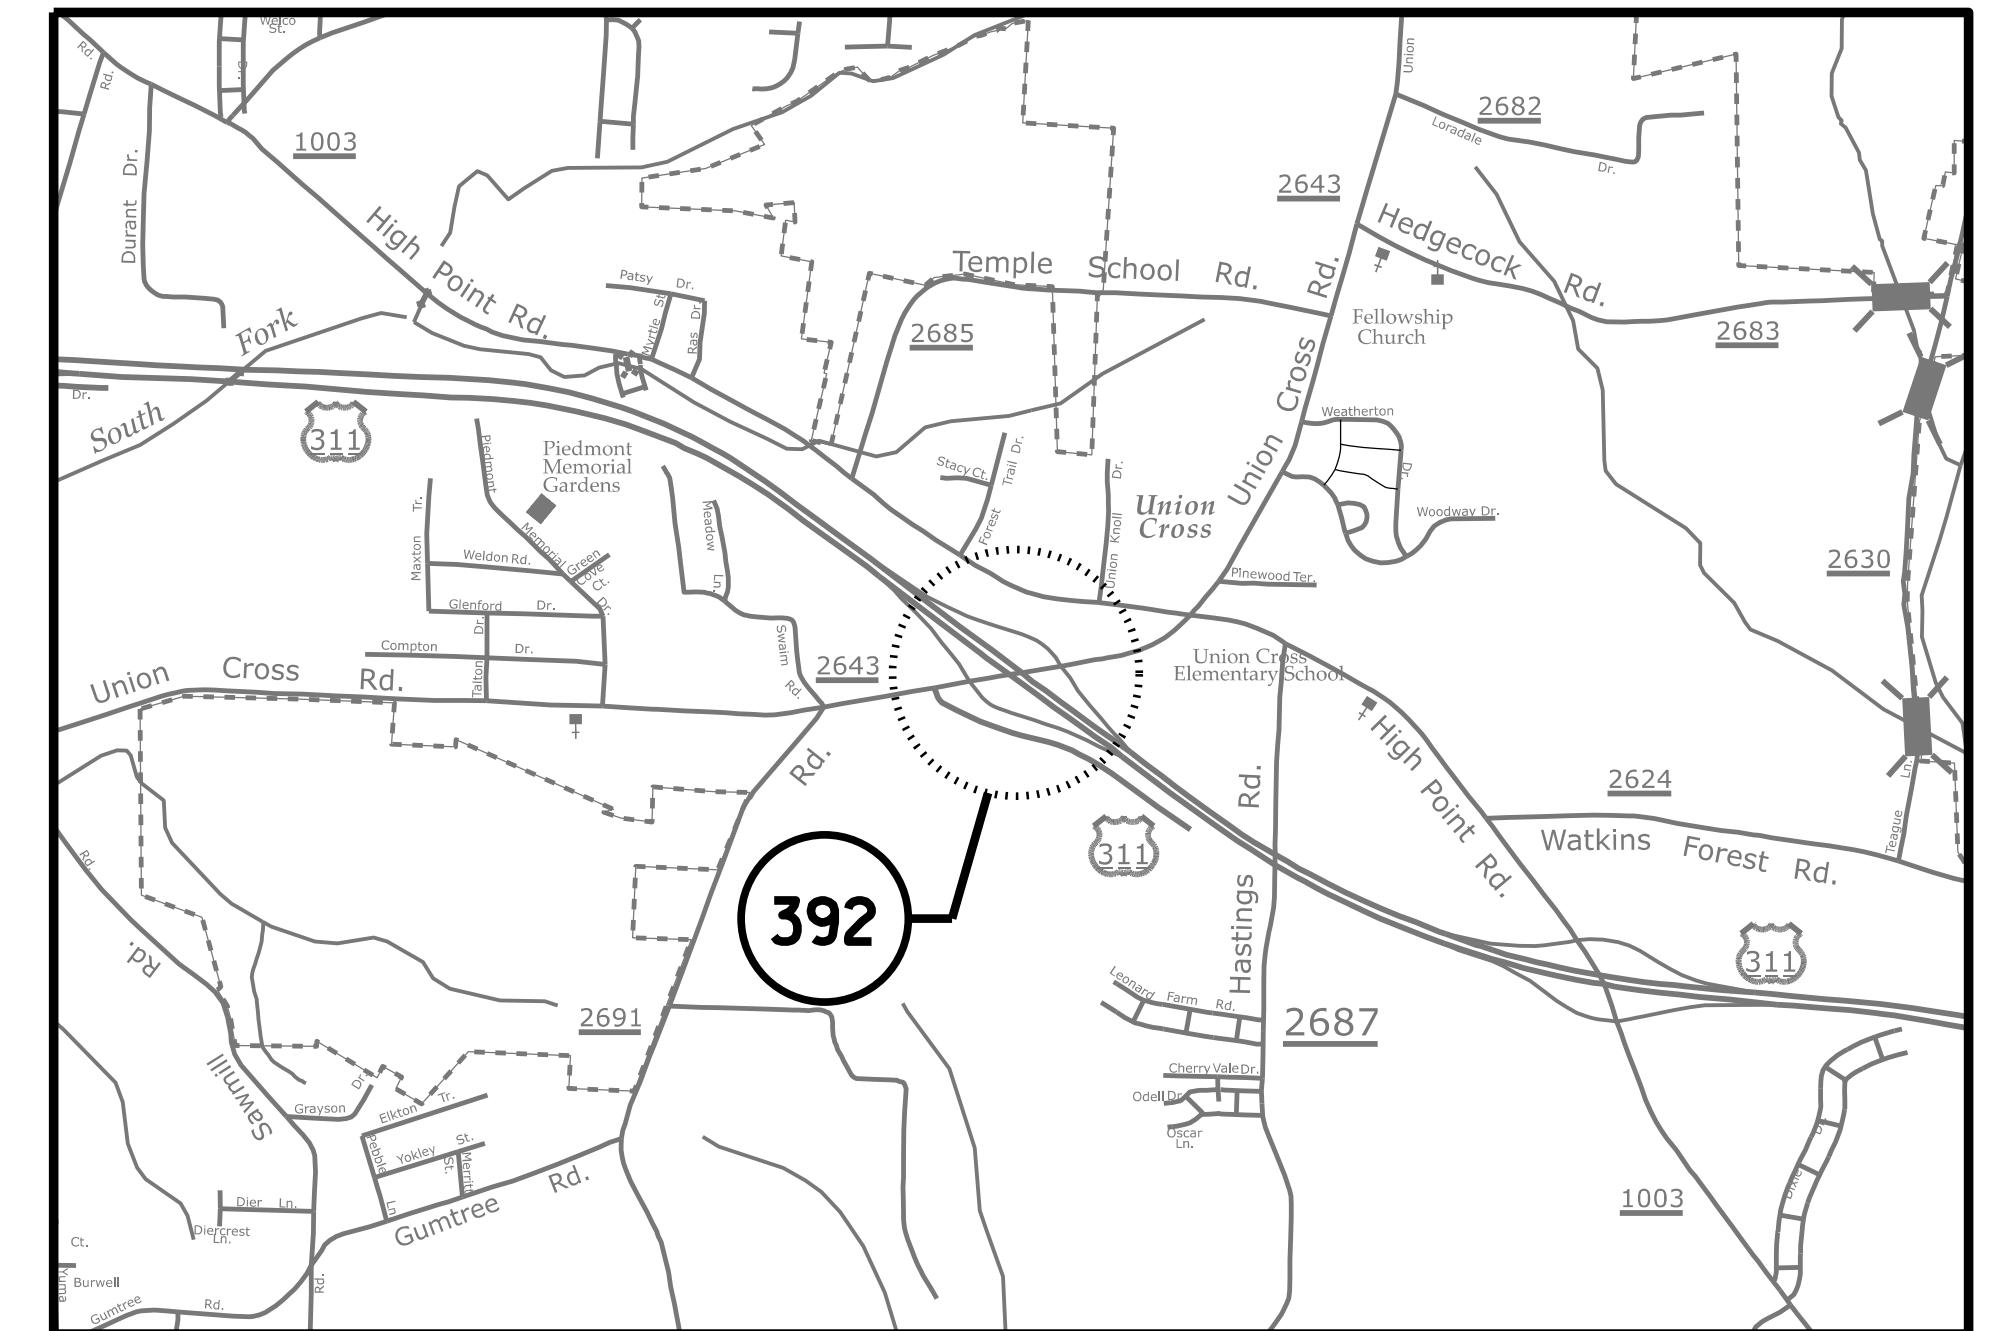 Welco
St.
Rd.
Rd.
Dr.
Union
1003
2682
Loradale
Dr.
Durant Dr.
2643
High Point Rd.
Hedgecock Rd.
Temple School Rd.
Rd.
Patsy Dr.
Myrtle St.
Ras Dr.
South Fork
2685
Fellowship
Church
2683
Dr.
311
Union Cross
Weatherton
Dr.
Piedmont
Memorial
Gardens
Piedmont
Memorial
Dr.
Stacy Ct.
Forest Trail Dr.
Union Knoll Dr.
Union
Cross
Woodway Dr.
Maxton Tr.
Meadow Ln.
Weldon Rd.
Green
Cove
Ct.
2630
Pinewood Ter.
Glenford Dr.
Talton Dr.
Compton Dr.
Swaim
Rd.
2643
Union Cross Rd.
Union Cross
Elementary School
High Point Rd.
Rd.
Hastings Rd.
2624
Ln.
Teague
Watkins Forest Rd.
311
Rd.
392
Rd.
Sawmill
311
Leonard Farm Rd.
2691
2687
Cherry Vale Dr.
Odell Dr.
Oscar
Ln.
Dr.
Grayson
Elkton Tr.
Pebble
Ln.
Yokley St.
Merritt
St.
Gumtree Rd.
Dier Ln.
Diercrest
Ln.
1003
Dixie
Dr.
Ct.
Yuma
Burwell
Gumtree Rd.
Rd.